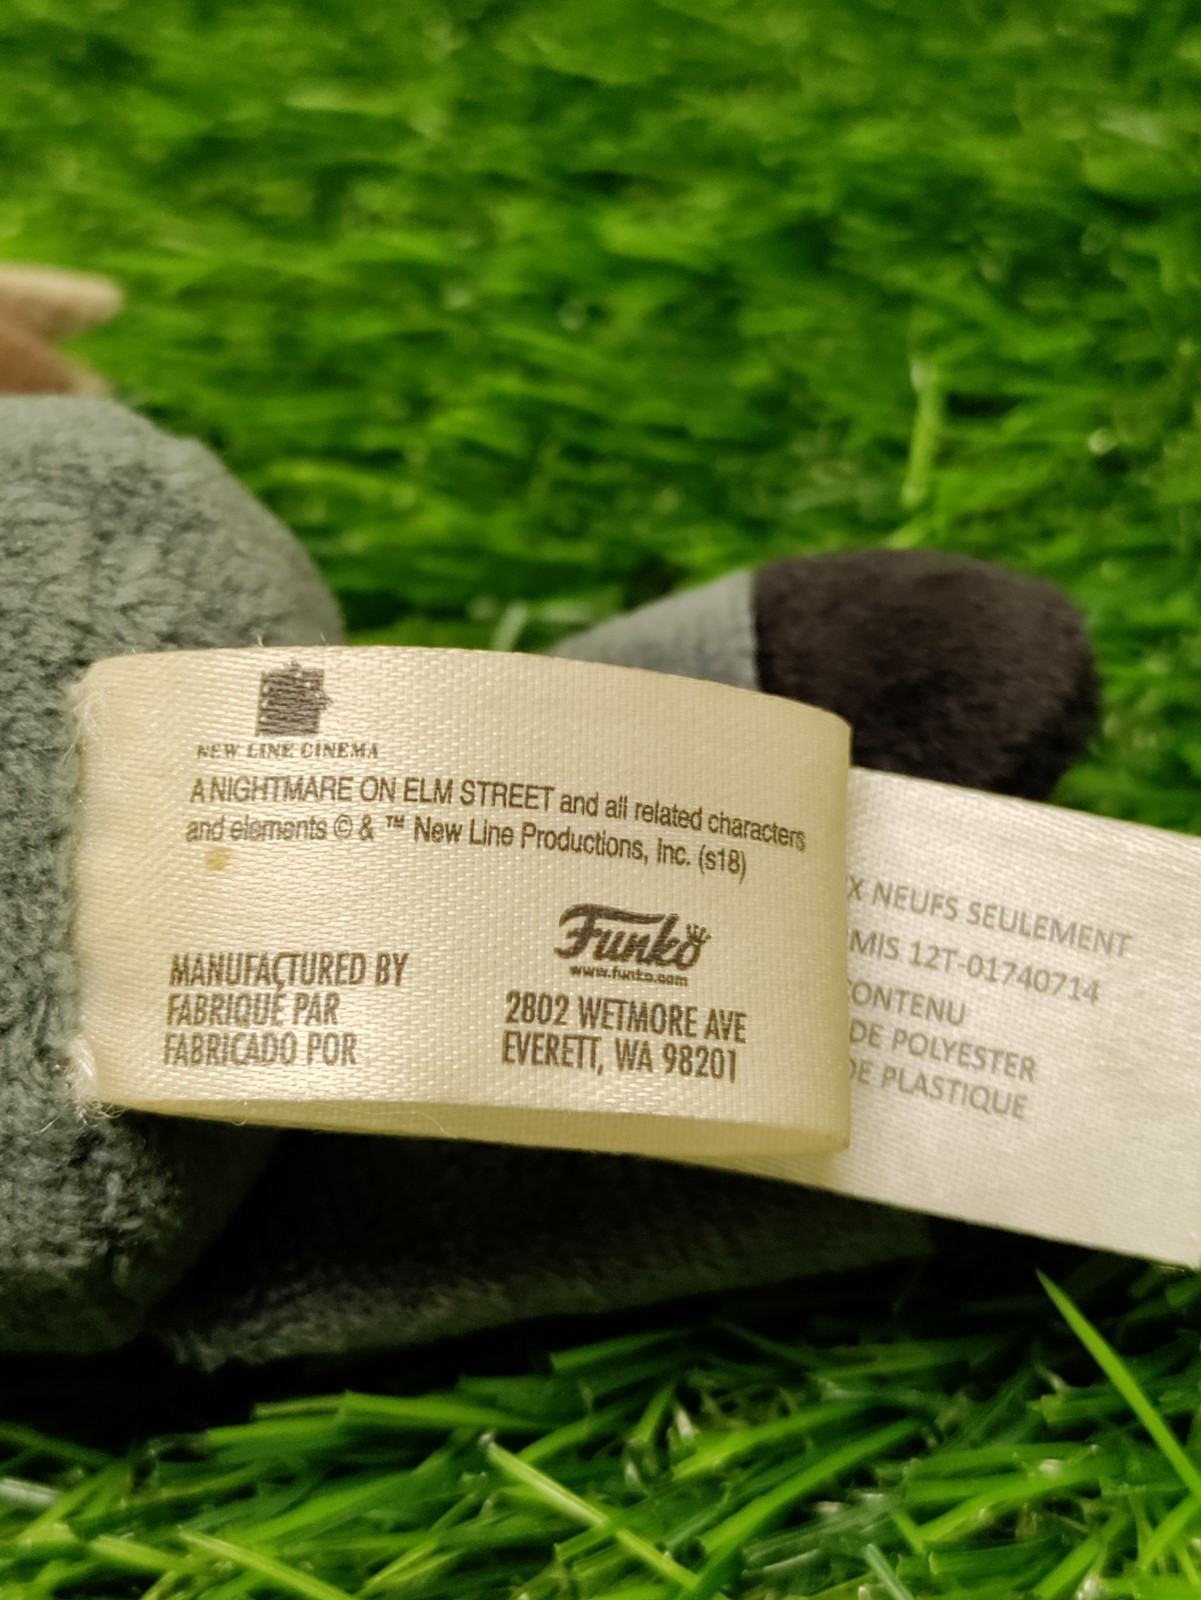 NEW LINE CINEMA
A NIGHTMARE ON ELM STREET and all related characters
and elements © & ™ New Line Productions, Inc. (s18)
Funko
www.funko.com
MANUFACTURED BY
FABRIQUÉ PAR
FABRICADO POR
2802 WETMORE AVE
EVERETT, WA 98201
X NEUFS SEULEMENT
MIS 12T-01740714
CONTENU
DE POLYESTER
DE PLASTIQUE